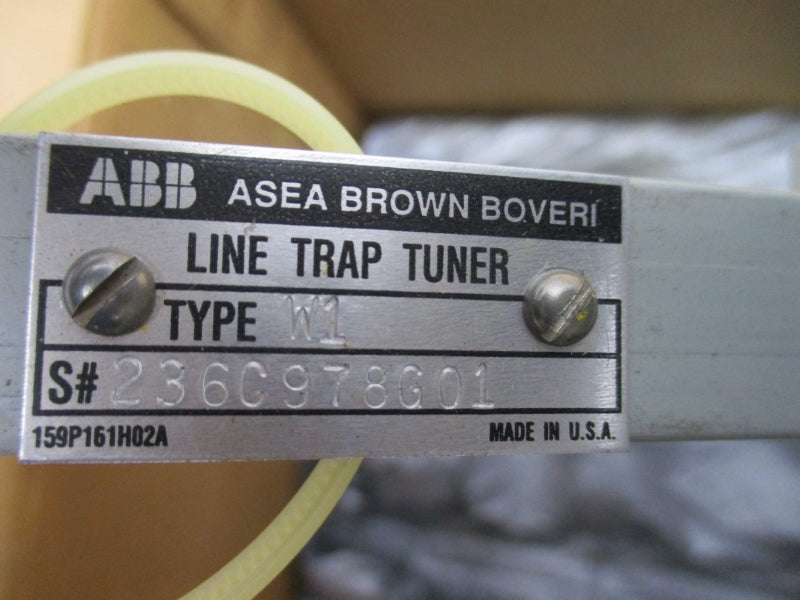 ABB ASEA BROWN BOVERI
LINE TRAP TUNER
TYPE W1
S# 236C978G01
159P161H02A MADE IN U.S.A.